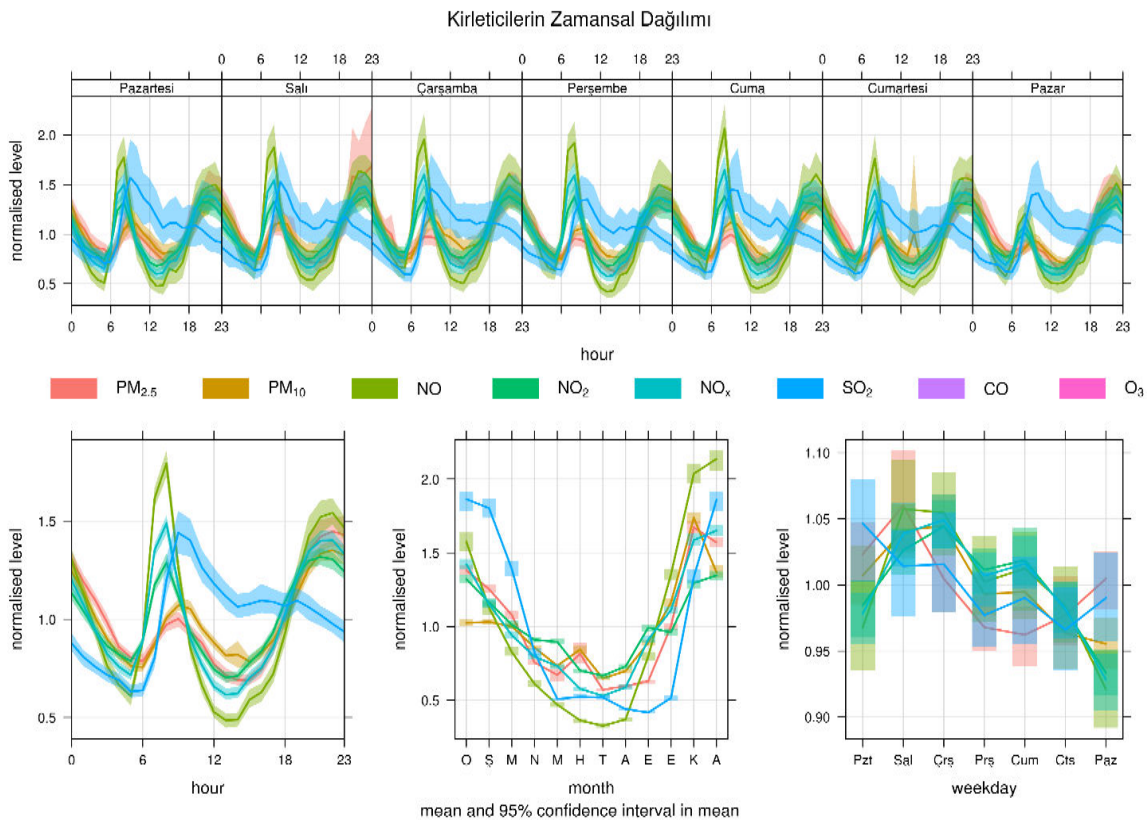 Kirleticilerin Zamansal Dağılımı
0 6 12 18 23 0 6 12 18 23 0 6 12 18 23
Pazartesi Salı Çarşamba Perşembe Cuma Cumartesi Pazar
normalised level
2.0
1.5
1.0
0.5
0 6 12 18 23 0 6 12 18 23 0 6 12 18 23 0 6 12 18 23
hour
PM2.5 PM10 NO NO2 NOx SO2 CO O3
normalised level
1.5
1.0
0.5
0 6 12 18 23
hour
normalised level
2.0
1.5
1.0
0.5
O Ş M N M H T A E E K A
month
normalised level
1.10
1.05
1.00
0.95
0.90
Pzt Sal Çrş Prş Cum Cts Paz
weekday
mean and 95% confidence interval in mean